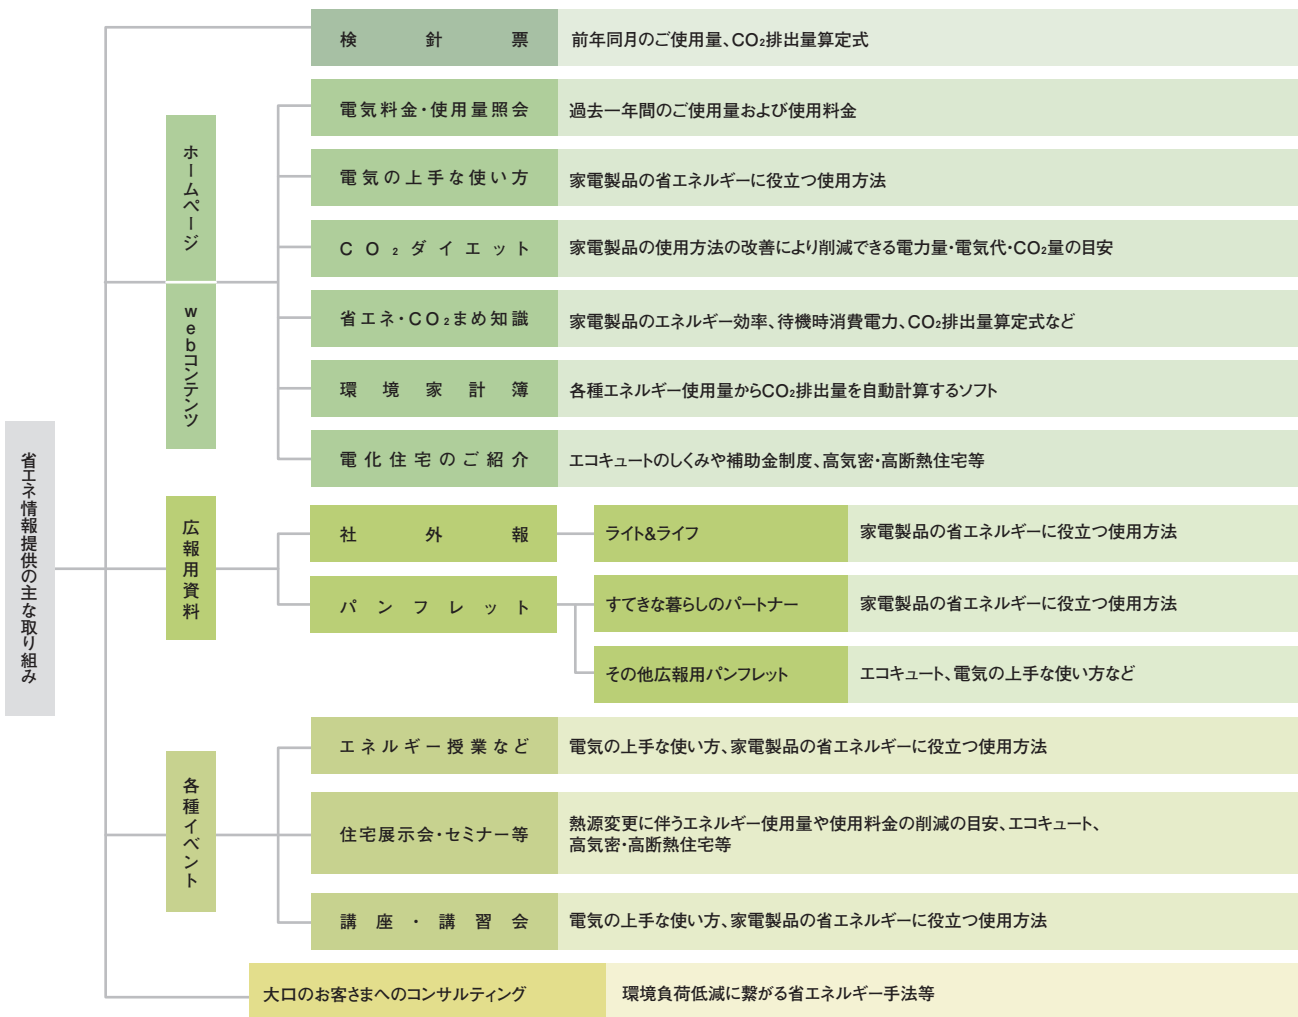 省エネ情報提供の主な取り組み
検針票
前年同月のご使用量、CO₂排出量算定式
ホームページ
webコンテンツ
電気料金・使用量照会
過去一年間のご使用量および使用料金
電気の上手な使い方
家電製品の省エネルギーに役立つ使用方法
CO₂ダイエット
家電製品の使用方法の改善により削減できる電力量・電気代・CO₂量の目安
省エネ・CO₂まめ知識
家電製品のエネルギー効率、待機時消費電力、CO₂排出量算定式など
環境家計簿
各種エネルギー使用量からCO₂排出量を自動計算するソフト
電化住宅のご紹介
エコキュートのしくみや補助金制度、高気密・高断熱住宅等
広報用資料
社外報
ライト&ライフ
家電製品の省エネルギーに役立つ使用方法
パンフレット
すてきな暮らしのパートナー
家電製品の省エネルギーに役立つ使用方法
その他広報用パンフレット
エコキュート、電気の上手な使い方など
各種イベント
エネルギー授業など
電気の上手な使い方、家電製品の省エネルギーに役立つ使用方法
住宅展示会・セミナー等
熱源変更に伴うエネルギー使用量や使用料金の削減の目安、エコキュート、
高気密・高断熱住宅等
講座・講習会
電気の上手な使い方、家電製品の省エネルギーに役立つ使用方法
大口のお客さまへのコンサルティング
環境負荷低減に繋がる省エネルギー手法等